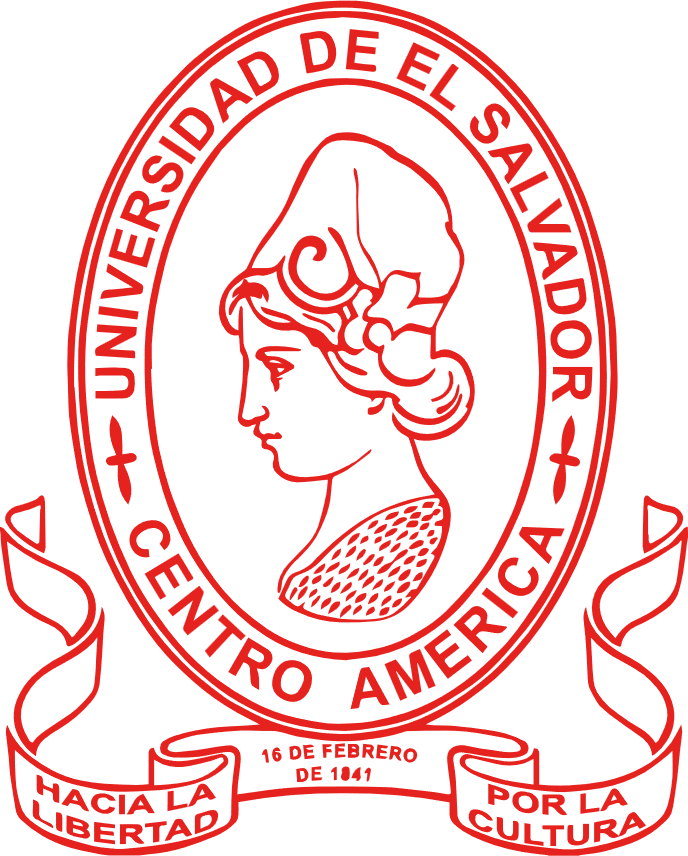 UNIVERSIDAD DE EL SALVADOR
CENTRO AMERICA
16 DE FEBRERO
DE 1841
HACIA LA
LIBERTAD
POR LA
CULTURA